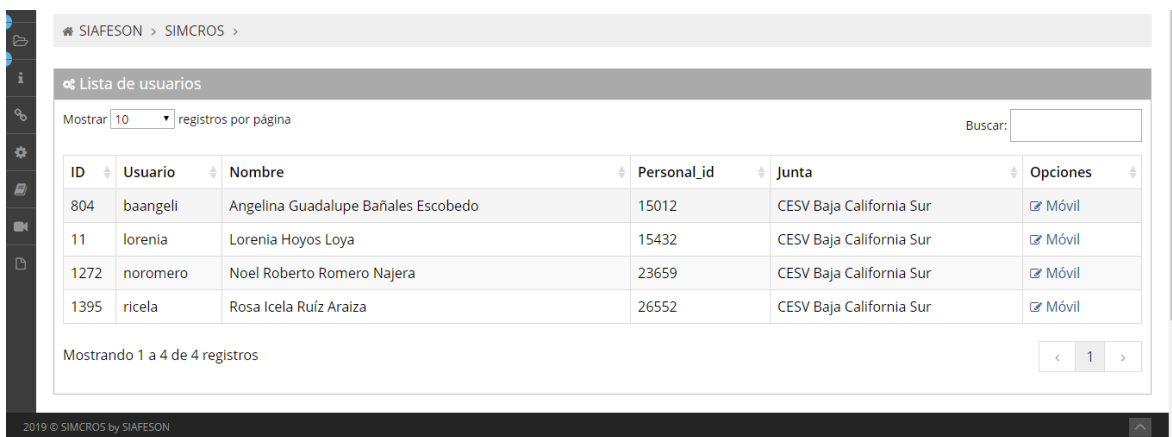 SIAFESON > SIMCROS >
Lista de usuarios
Mostrar 10 registros por página
Buscar:
ID Usuario Nombre Personal_id Junta Opciones
804 baangeli Angelina Guadalupe Bañales Escobedo 15012 CESV Baja California Sur Móvil
11 lorenia Lorenia Hoyos Loya 15432 CESV Baja California Sur Móvil
1272 noromero Noel Roberto Romero Najera 23659 CESV Baja California Sur Móvil
1395 ricela Rosa Icela Ruíz Araiza 26552 CESV Baja California Sur Móvil
Mostrando 1 a 4 de 4 registros
< 1 >
2019 © SIMCROS by SIAFESON